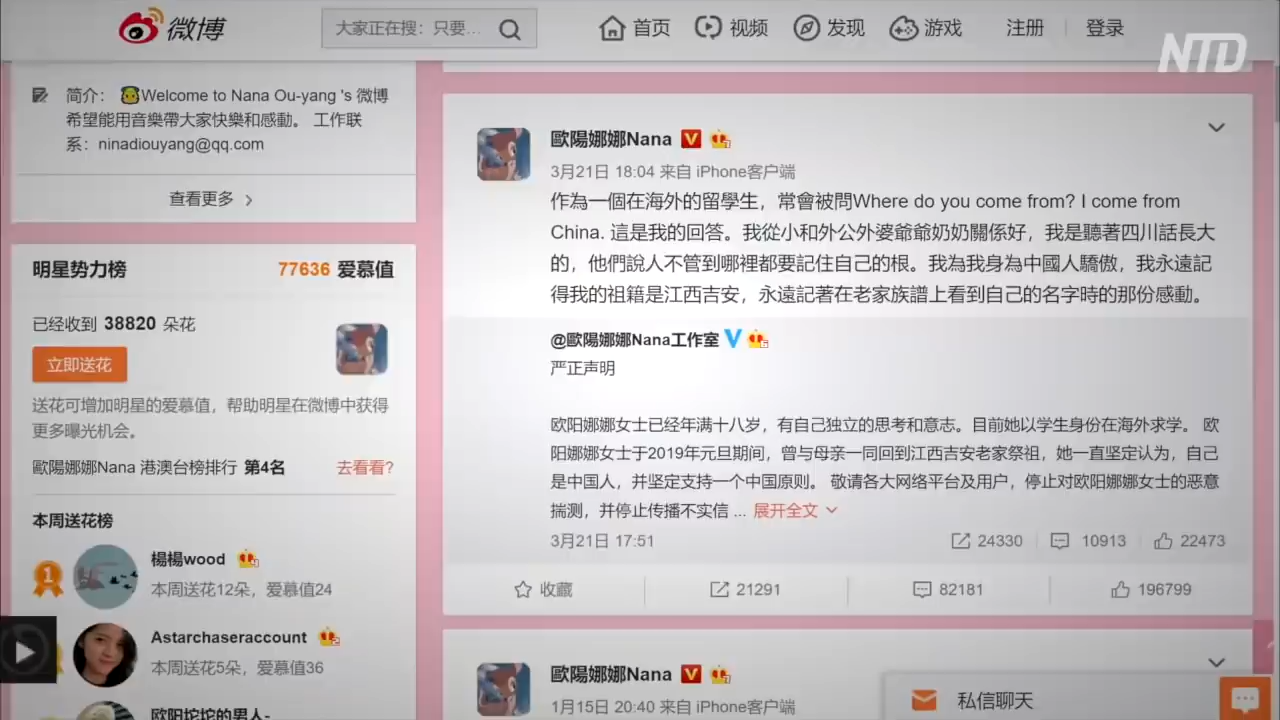 微博
大家正在搜：只要...
首页
视频
发现
游戏
注册
登录
NTD
简介： Welcome to Nana Ou-yang 's 微博
希望能用音樂帶大家快樂和感動。 工作联
系：ninadiouyang@qq.com
查看更多
明星势力榜
77636 爱慕值
已经收到 38820 朵花
立即送花
送花可增加明星的爱慕值，帮助明星在微博中获得
更多曝光机会。
歐陽娜娜Nana 港澳台榜排行 第4名
去看看?
本周送花榜
1
楊楊wood
本周送花12朵，爱慕值24
Astarchaseraccount
本周送花5朵，爱慕值36
欧阳坨坨的男人-
歐陽娜娜Nana
3月21日 18:04 来自 iPhone客户端
作為一個在海外的留學生，常會被問Where do you come from? I come from
China. 這是我的回答。我從小和外公外婆爺爺奶奶關係好，我是聽著四川話長大
的，他們說人不管到哪裡都要記住自己的根。我為我身為中國人驕傲，我永遠記
得我的祖籍是江西吉安，永遠記著在老家族譜上看到自己的名字時的那份感動。
@歐陽娜娜Nana工作室
严正声明
欧阳娜娜女士已经年满十八岁，有自己独立的思考和意志。目前她以学生身份在海外求学。 欧
阳娜娜女士于2019年元旦期间，曾与母亲一同回到江西吉安老家祭祖，她一直坚定认为，自己
是中国人，并坚定支持一个中国原则。 敬请各大网络平台及用户，停止对欧阳娜娜女士的恶意
揣测，并停止传播不实信 ... 展开全文
3月21日 17:51
24330
10913
22473
收藏
21291
82181
196799
歐陽娜娜Nana
1月15日 20:40 来自 iPhone客户端
私信聊天